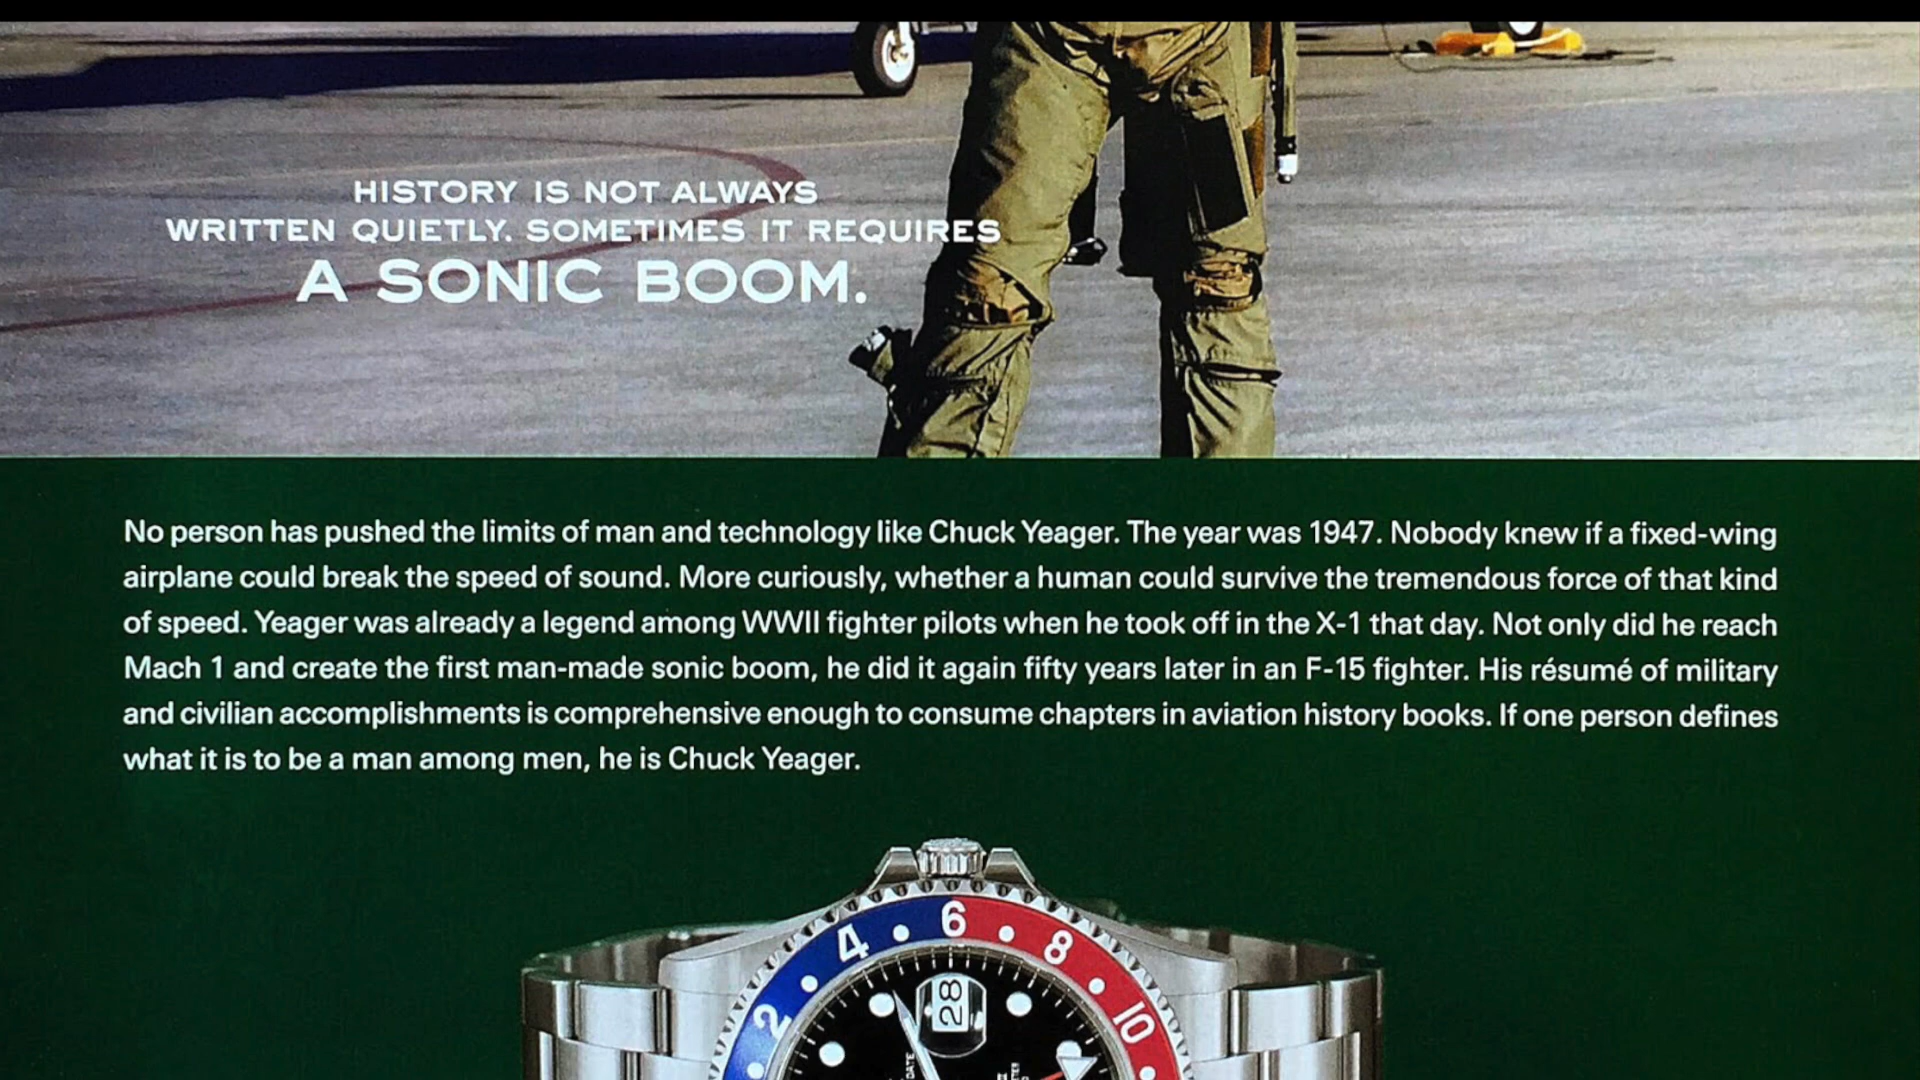 HISTORY IS NOT ALWAYS
WRITTEN QUIETLY. SOMETIMES IT REQUIRES
A SONIC BOOM.
No person has pushed the limits of man and technology like Chuck Yeager. The year was 1947. Nobody knew if a fixed-wing
airplane could break the speed of sound. More curiously, whether a human could survive the tremendous force of that kind
of speed. Yeager was already a legend among WWII fighter pilots when he took off in the X-1 that day. Not only did he reach
Mach 1 and create the first man-made sonic boom, he did it again fifty years later in an F-15 fighter. His résumé of military
and civilian accomplishments is comprehensive enough to consume chapters in aviation history books. If one person defines
what it is to be a man among men, he is Chuck Yeager.
2 4 6 8 10
28
DATE